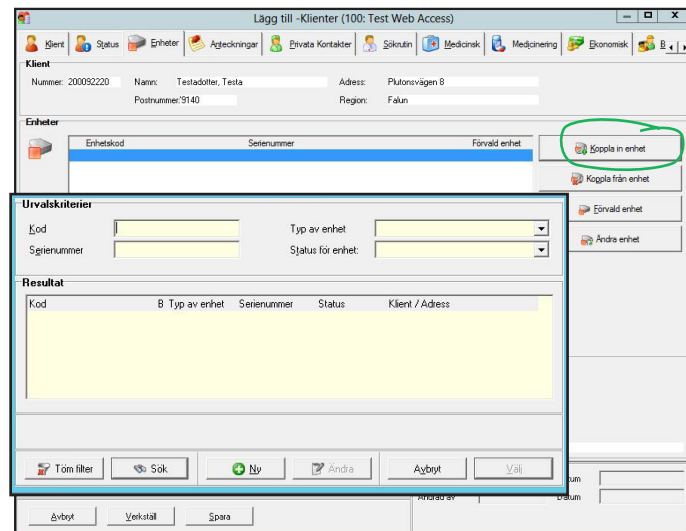 Lägg till -Klienter (100: Test Web Access)
Klient Status Enheter Anteckningar Privata Kontakter Sökrutin Medicinsk Medicinering Ekonomisk B
Klient
Nummer: 200092220 Namn: Testadotter, Testa Adress: Plutonsvägen 8
Postnummer: '9140 Region: Falun
Enheter
Enhetskod Serienummer Förvald enhet
Koppla in enhet
Koppla från enhet
Förvald enhet
Ändra enhet
Urvalskriterier
Kod Typ av enhet
Serienummer Status för enhet:
Resultat
Kod B Typ av enhet Serienummer Status Klient / Adress
Töm filter Sök Ny Ändra Avbryt Välj
tum
Ändrad av Datum
Avbryt Verkställ Spara